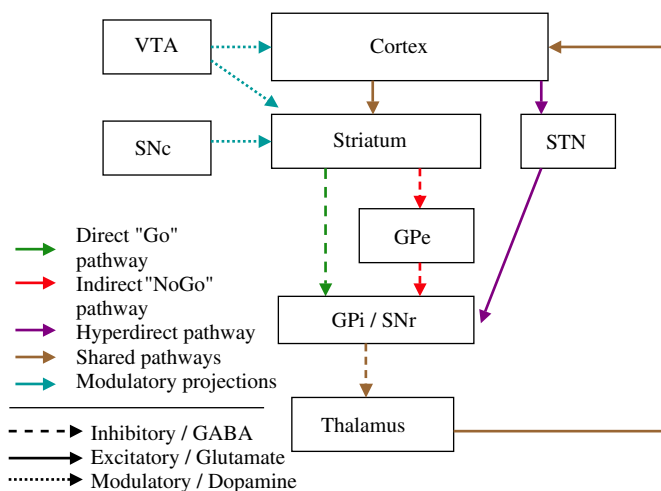 VTA
Cortex
SNc
Striatum
STN
GPe
GPi / SNr
Thalamus
Direct "Go"
pathway
Indirect "NoGo"
pathway
Hyperdirect pathway
Shared pathways
Modulatory projections
Inhibitory / GABA
Excitatory / Glutamate
Modulatory / Dopamine